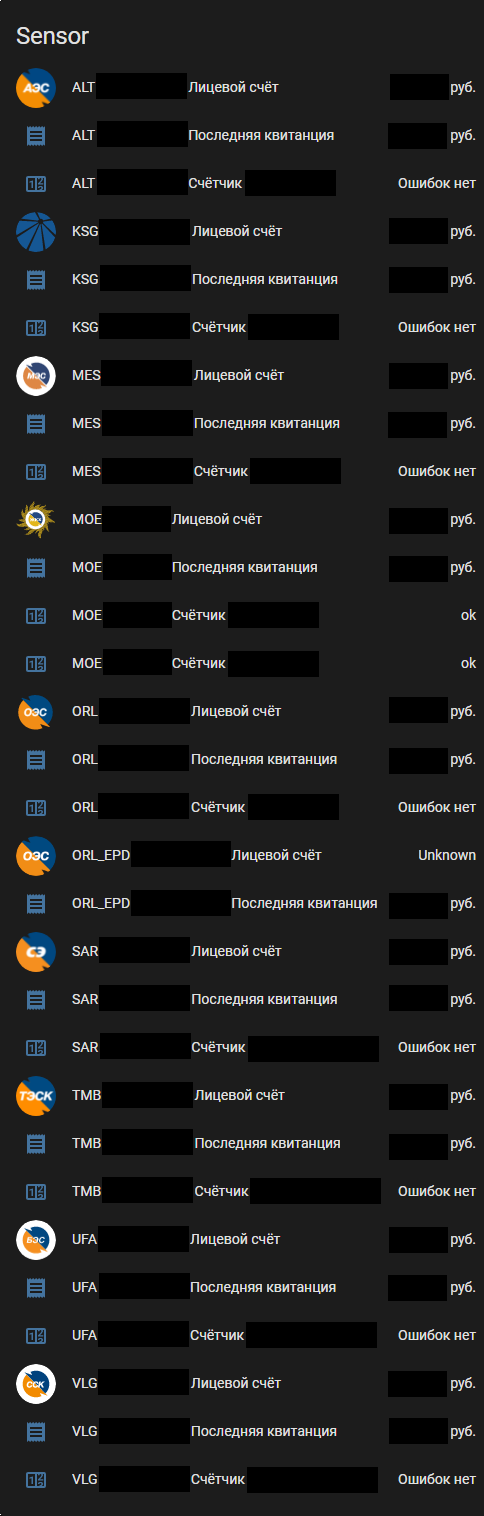 Sensor
АЭС ALT Лицевой счёт руб.
ALT Последняя квитанция руб.
ALT Счётчик Ошибок нет
KSG Лицевой счёт руб.
KSG Последняя квитанция руб.
KSG Счётчик Ошибок нет
МЭС MES Лицевой счёт руб.
MES Последняя квитанция руб.
MES Счётчик Ошибок нет
MOE Лицевой счёт руб.
MOE Последняя квитанция руб.
MOE Счётчик ok
MOE Счётчик ok
ОЭС ORL Лицевой счёт руб.
ORL Последняя квитанция руб.
ORL Счётчик Ошибок нет
ОЭС ORL_EPD Лицевой счёт Unknown
ORL_EPD Последняя квитанция руб.
СЭ SAR Лицевой счёт руб.
SAR Последняя квитанция руб.
SAR Счётчик Ошибок нет
ТЭСК TMB Лицевой счёт руб.
TMB Последняя квитанция руб.
TMB Счётчик Ошибок нет
БЭС UFA Лицевой счёт руб.
UFA Последняя квитанция руб.
UFA Счётчик Ошибок нет
ССК VLG Лицевой счёт руб.
VLG Последняя квитанция руб.
VLG Счётчик Ошибок нет